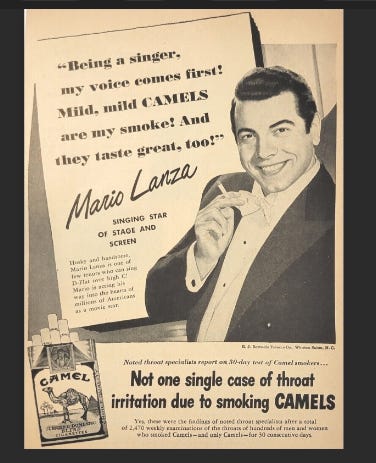 "Being a singer,
my voice comes first!
Mild, mild CAMELS
are my smoke! And
they taste great, too!"
Mario Lanza
SINGING STAR
OF STAGE AND
SCREEN
Husky and handsome,
Mario Lanza is one of
few tenors who can sing
D-Flat over high C!
Mario is acting his
way into the hearts of
millions of Americans
as a movie star.
R. J. Reynolds Tobacco Co., Winston-Salem, N. C.
Noted throat specialists report on 30-day test of Camel smokers...
Not one single case of throat
irritation due to smoking CAMELS
Yes, these were the findings of noted throat specialists after a total
of 2,470 weekly examinations of the throats of hundreds of men and women
who smoked Camels—and only Camels—for 30 consecutive days.
CAMEL
CIGARETTES